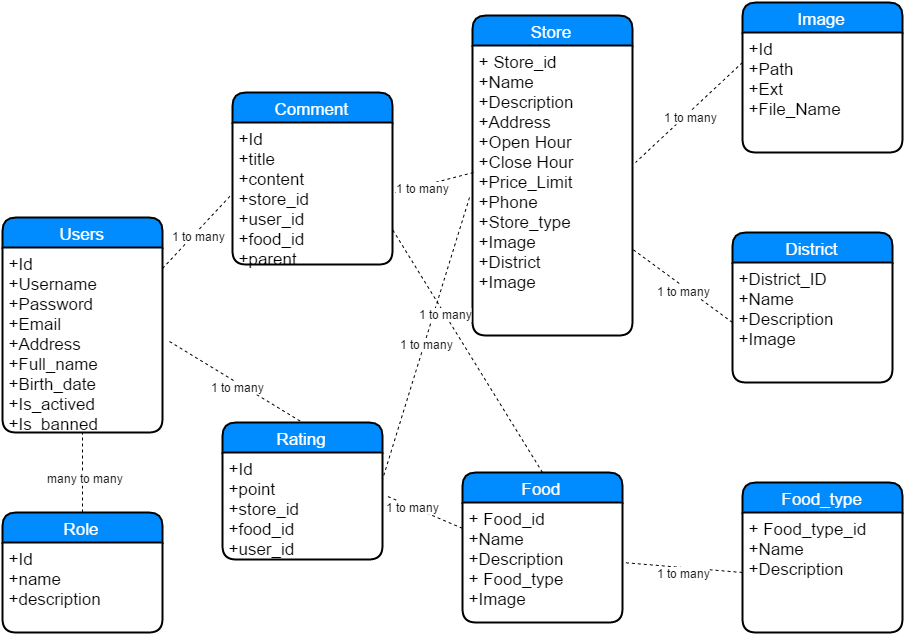 Users
+Id
+Username
+Password
+Email
+Address
+Full_name
+Birth_date
+Is_actived
+Is_banned
many to many
Role
+Id
+name
+description
1 to many
Comment
+Id
+title
+content
+store_id
+user_id
+food_id
+parent
1 to many
Rating
+Id
+point
+store_id
+food_id
+user_id
1 to many
1 to many
1 to many
1 to many
Store
+ Store_id
+Name
+Description
+Address
+Open Hour
+Close Hour
+Price_Limit
+Phone
+Store_type
+Image
+District
+Image
Food
+ Food_id
+Name
+Description
+ Food_type
+Image
1 to many
1 to many
1 to many
Image
+Id
+Path
+Ext
+File_Name
District
+District_ID
+Name
+Description
+Image
Food_type
+ Food_type_id
+Name
+Description